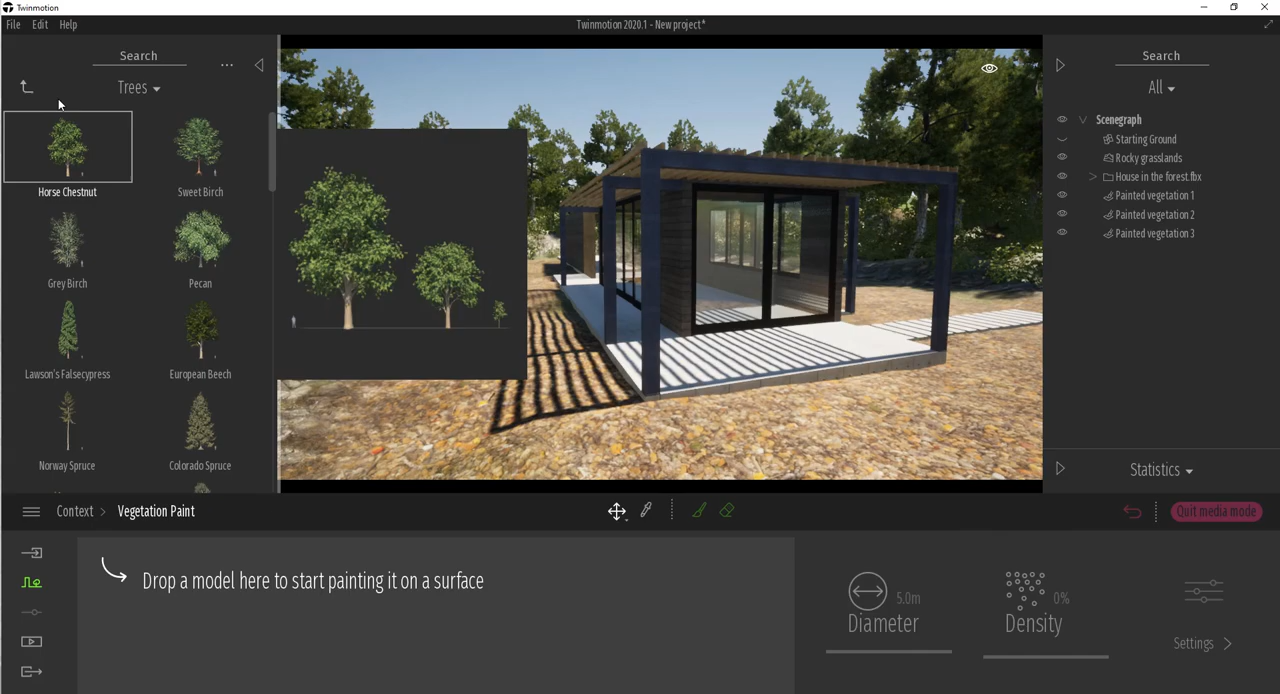 Twinmotion
File Edit Help
Twinmotion 2020.1 - New project*
Search
...
Trees
Horse Chestnut
Sweet Birch
Grey Birch
Pecan
Lawson's Falsecypress
European Beech
Norway Spruce
Colorado Spruce
Search
All
Scenegraph
Starting Ground
Rocky grasslands
House in the forest.fbx
Painted vegetation 1
Painted vegetation 2
Painted vegetation 3
Statistics
Context > Vegetation Paint
Quit media mode
Drop a model here to start painting it on a surface
5.0m
Diameter
0%
Density
Settings >